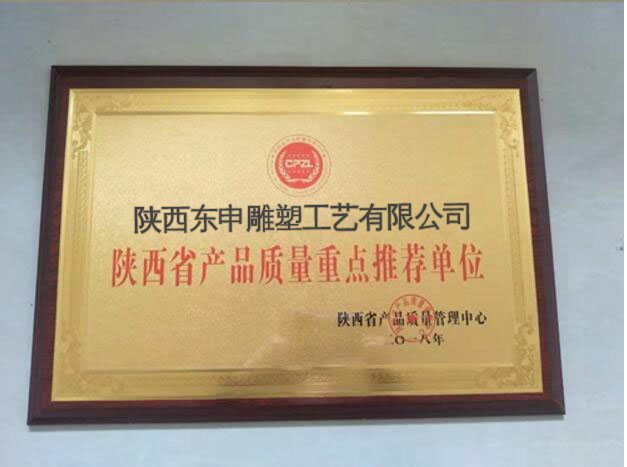 CPZL
陕西东申雕塑工艺有限公司
陕西省产品质量重点推荐单位
陕西省产品质量管理中心
二〇一八年